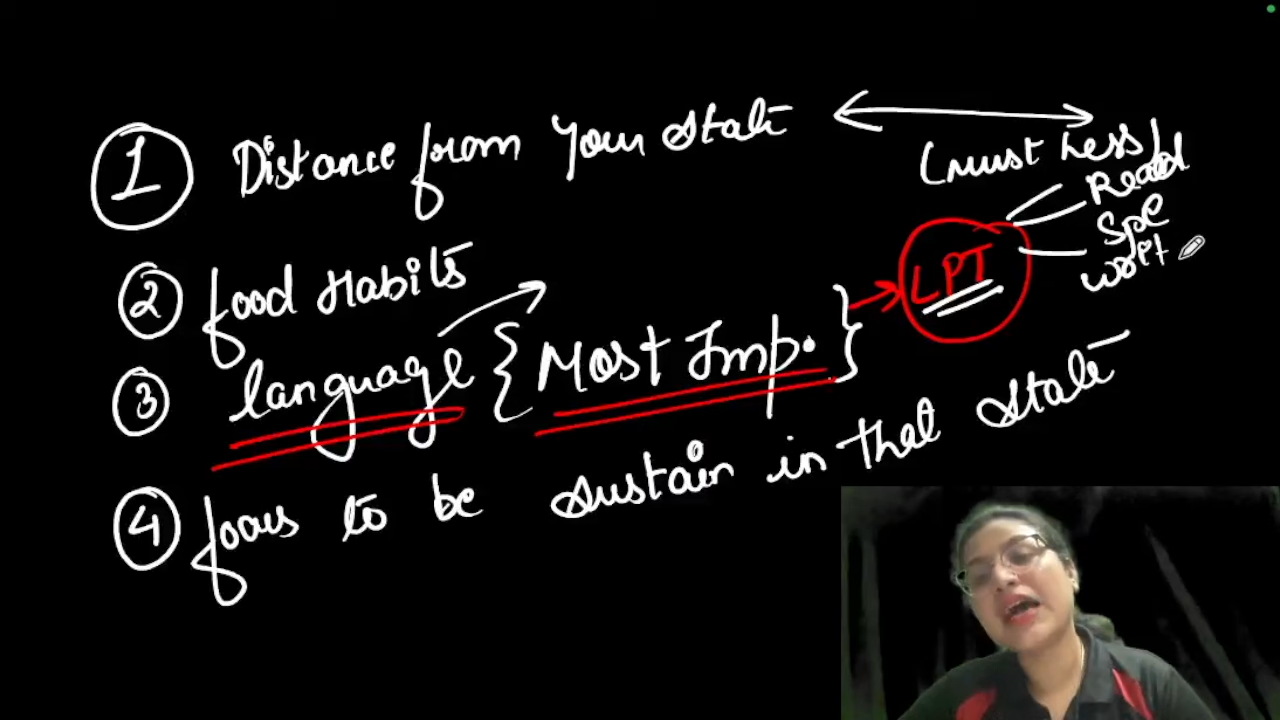 1 Distance from your state
(must Less)
Read
Spe
2 food Habits
LPT
3 language { Most Imp. }
4 focus to be sustain in that state